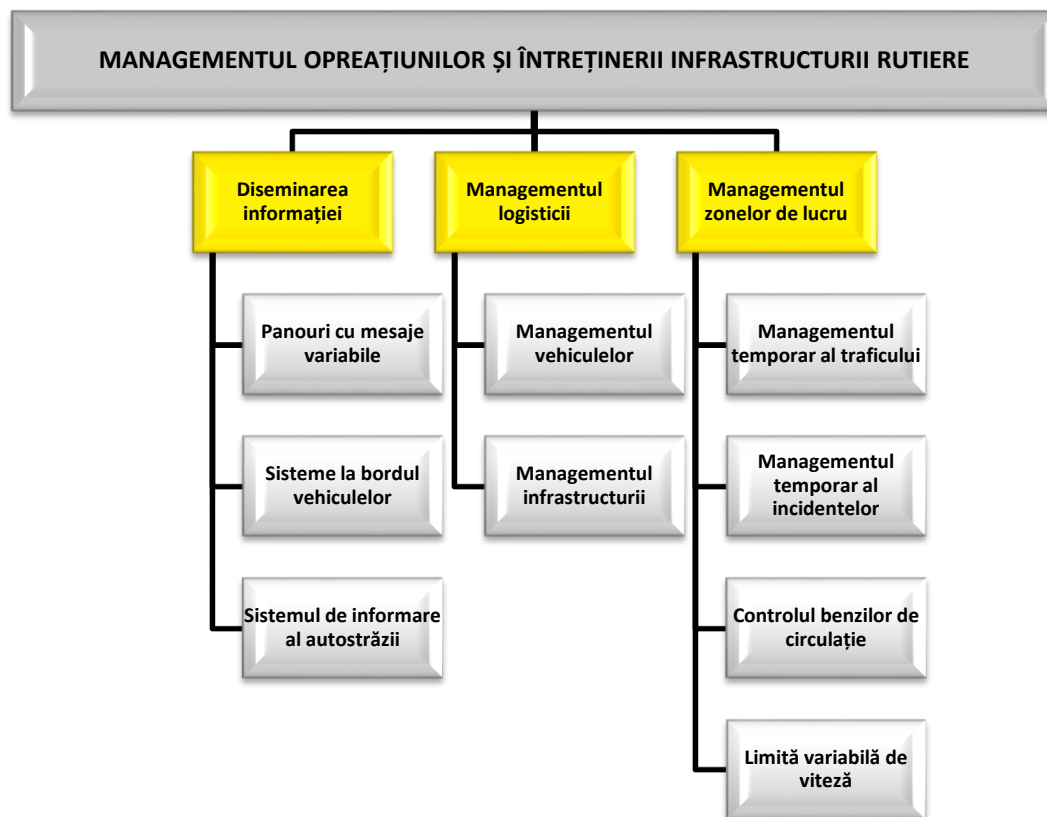 MANAGEMENTUL OPREAȚIUNILOR ȘI ÎNTREȚINERII INFRASTRUCTURII RUTIERE
Diseminarea
informației
Panouri cu mesaje
variabile
Sisteme la bordul
vehiculelor
Sistemul de informare
al autostrăzii
Managementul
logisticii
Managementul
vehiculelor
Managementul
infrastructurii
Managementul
zonelor de lucru
Managementul
temporar al traficului
Managementul
temporar al
incidentelor
Controlul benzilor de
circulație
Limită variabilă de
viteză